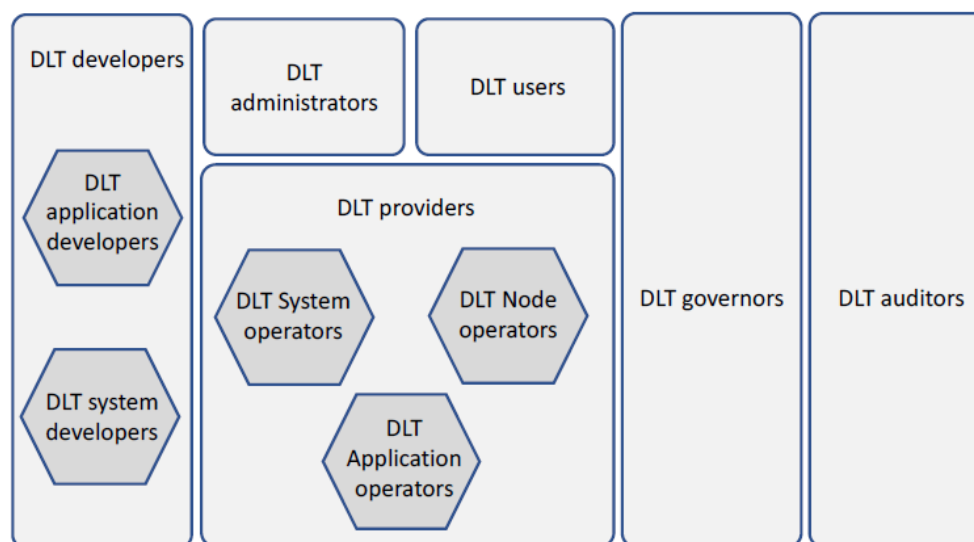 DLT developers
DLT
application
developers
DLT system
developers
DLT
administrators
DLT users
DLT providers
DLT System
operators
DLT Node
operators
DLT
Application
operators
DLT governors
DLT auditors